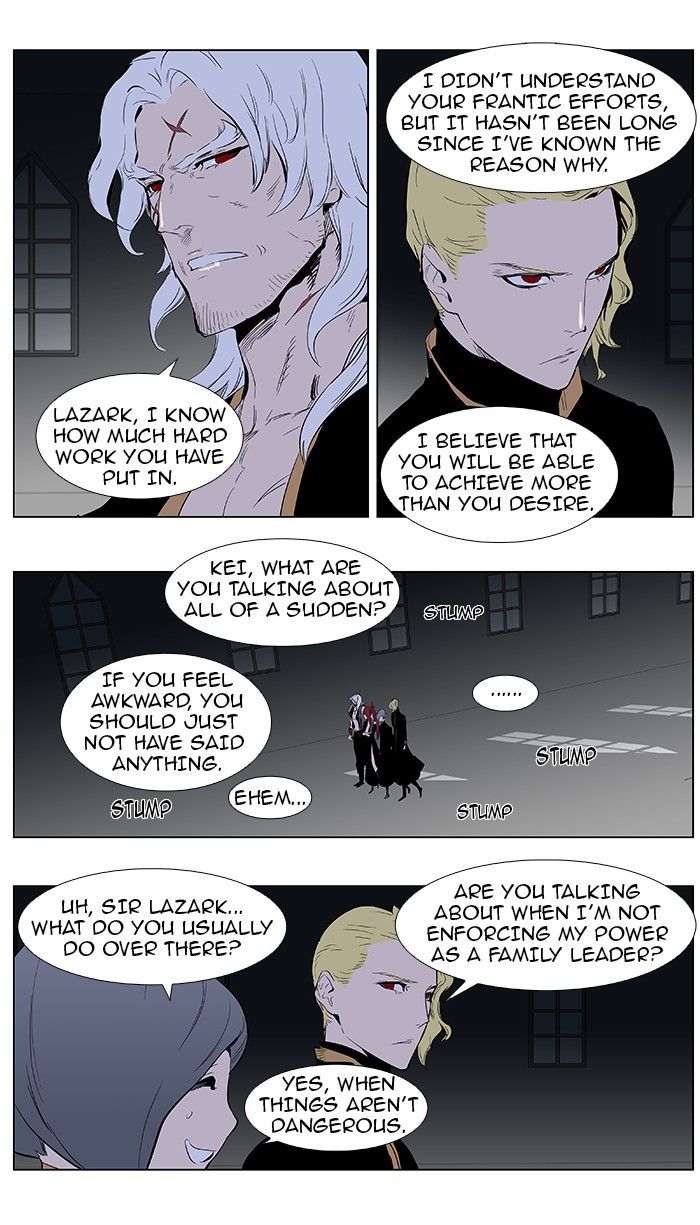 LAZARK, I KNOW
HOW MUCH HARD
WORK YOU HAVE
PUT IN.
I DIDN'T UNDERSTAND
YOUR FRANTIC EFFORTS,
BUT IT HASN'T BEEN LONG
SINCE I'VE KNOWN THE
REASON WHY.
I BELIEVE THAT
YOU WILL BE ABLE
TO ACHIEVE MORE
THAN YOU DESIRE.
KEI, WHAT ARE
YOU TALKING ABOUT
ALL OF A SUDDEN?
STUMP
IF YOU FEEL
AWKWARD, YOU
SHOULD JUST
NOT HAVE SAID
ANYTHING.
......
STUMP
EHEM...
STUMP
STUMP
UH, SIR LAZARK...
WHAT DO YOU USUALLY
DO OVER THERE?
ARE YOU TALKING
ABOUT WHEN I'M NOT
ENFORCING MY POWER
AS A FAMILY LEADER?
YES, WHEN
THINGS AREN'T
DANGEROUS.